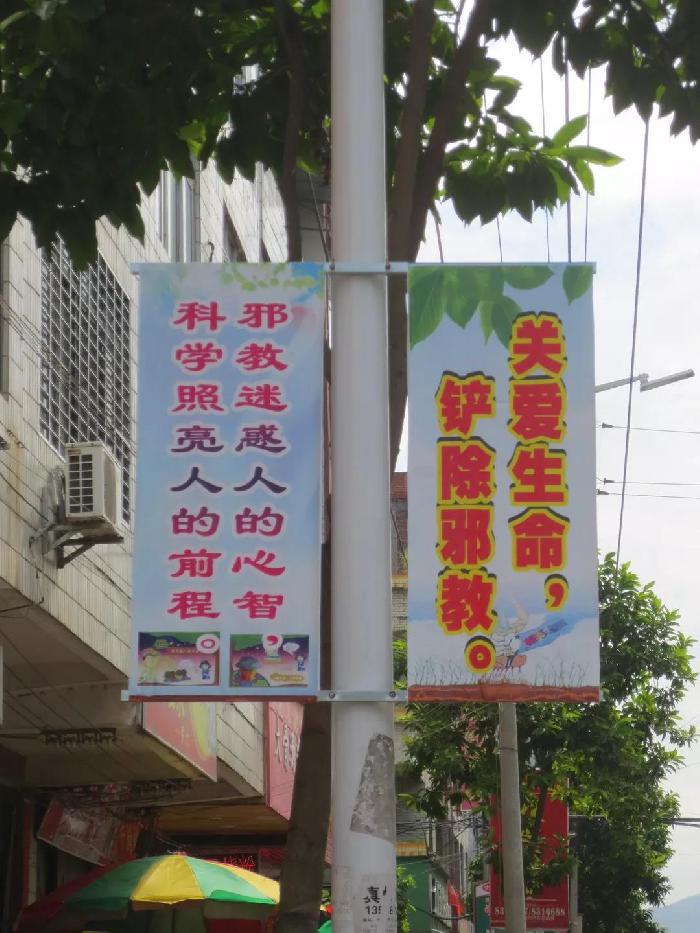 邪教迷惑人的心智，
科学照亮人的前程。
关爱生命，
铲除邪教。